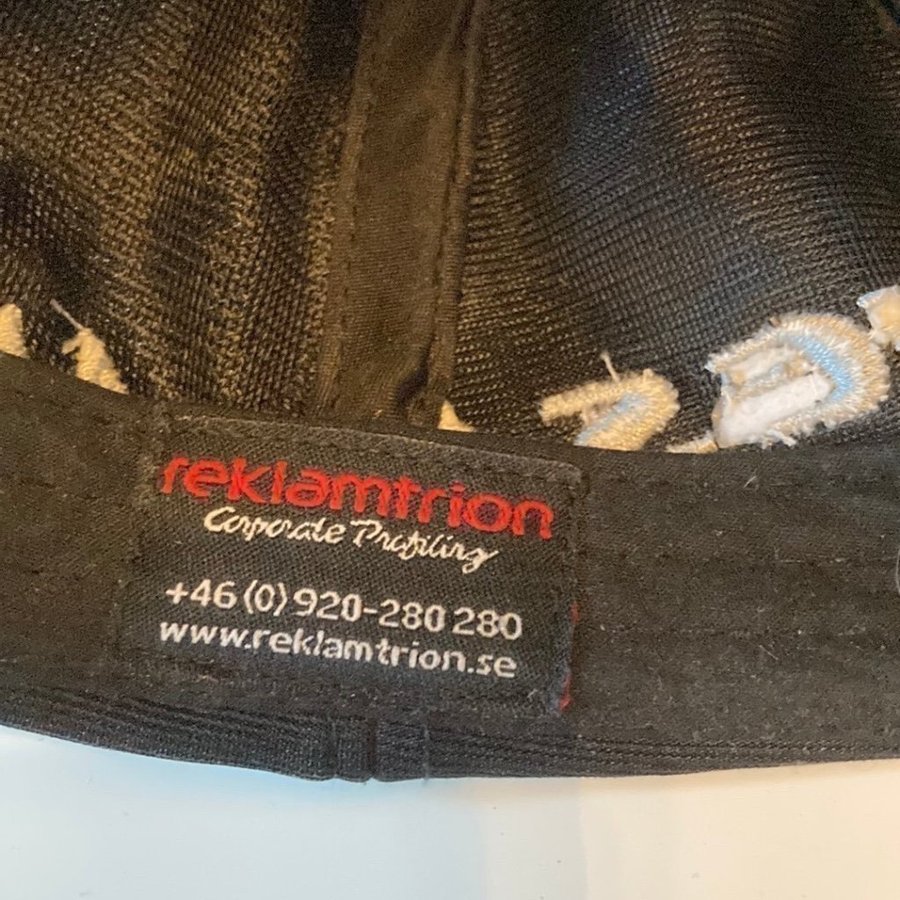 reklamtrion
Corporate Profiling
+46 (0) 920-280 280
www.reklamtrion.se